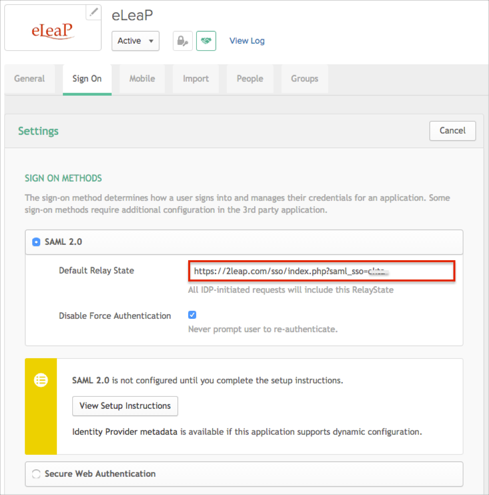 eLeaP
eLeaP
Active
View Log
General Sign On Mobile Import People Groups
Settings
Cancel
SIGN ON METHODS
The sign-on method determines how a user signs into and manages their credentials for an application. Some
sign-on methods require additional configuration in the 3rd party application.
SAML 2.0
Default Relay State
https://2leap.com/sso/index.php?saml_sso=
All IDP-initiated requests will include this RelayState
Disable Force Authentication
Never prompt user to re-authenticate.
SAML 2.0 is not configured until you complete the setup instructions.
View Setup Instructions
Identity Provider metadata is available if this application supports dynamic configuration.
Secure Web Authentication